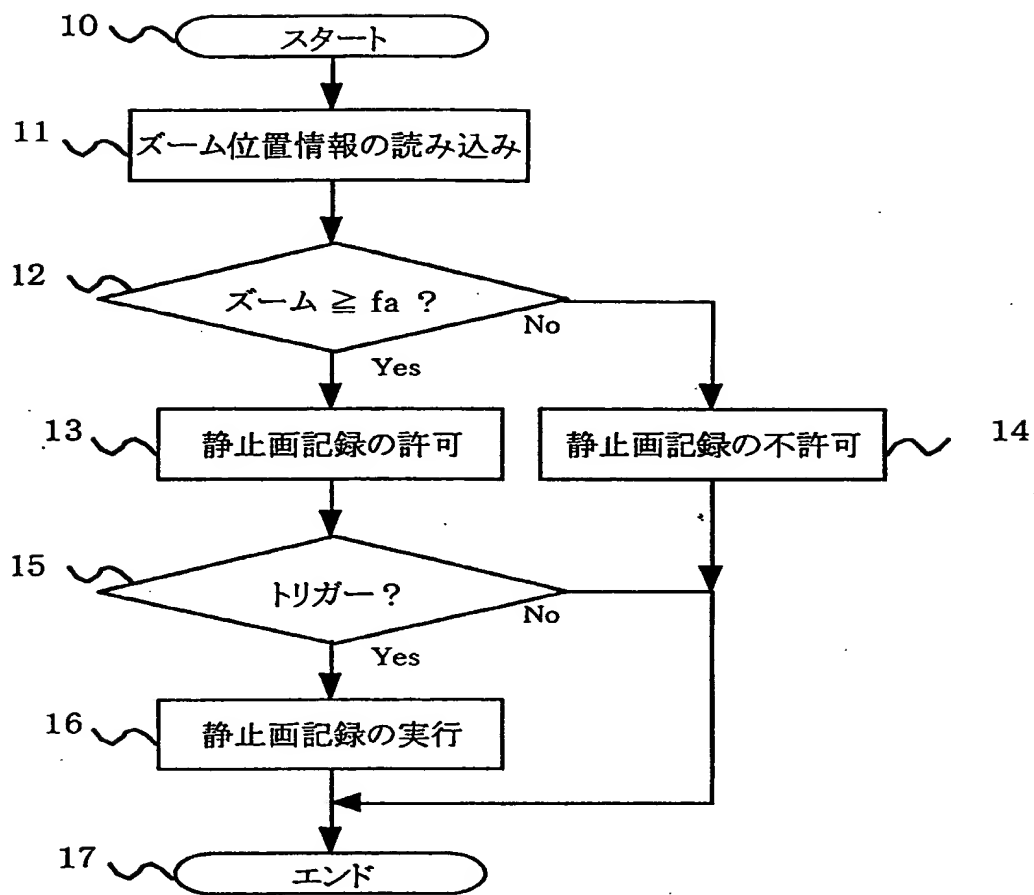 10
スタート
11
ズーム位置情報の読み込み
12
ズーム ≧ fa ?
No
Yes
13
静止画記録の許可
静止画記録の不許可
14
15
トリガー?
No
Yes
16
静止画記録の実行
17
エンド